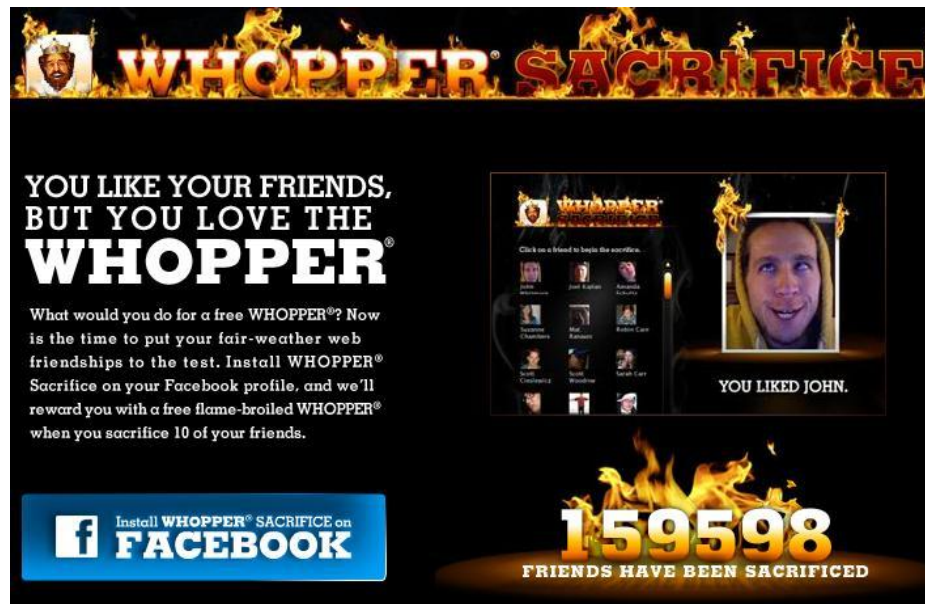 WHOPPER® SACRIFICE
YOU LIKE YOUR FRIENDS,
BUT YOU LOVE THE
WHOPPER®
What would you do for a free WHOPPER®? Now
is the time to put your fair-weather web
friendships to the test. Install WHOPPER®
Sacrifice on your Facebook profile, and we'll
reward you with a free flame-broiled WHOPPER®
when you sacrifice 10 of your friends.
f
Install WHOPPER® SACRIFICE on
FACEBOOK
WHOPPER®
SACRIFICE
Click on a friend to begin the sacrifice.
John
Joel Kaplan
Amanda
Suzanne
Chambers
Mat
Robin Carr
Scott
Scott
Woodrow
Sarah Carr
YOU LIKED JOHN.
159598
FRIENDS HAVE BEEN SACRIFICED